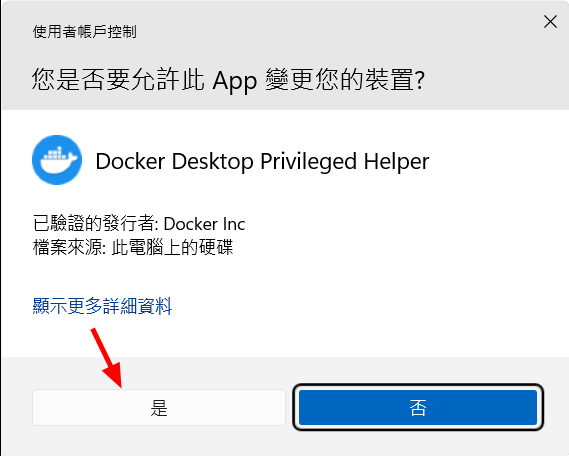 使用者帳戶控制
您是否要允許此 App 變更您的裝置?
Docker Desktop Privileged Helper
已驗證的發行者: Docker Inc
檔案來源: 此電腦上的硬碟
顯示更多詳細資料
是
否